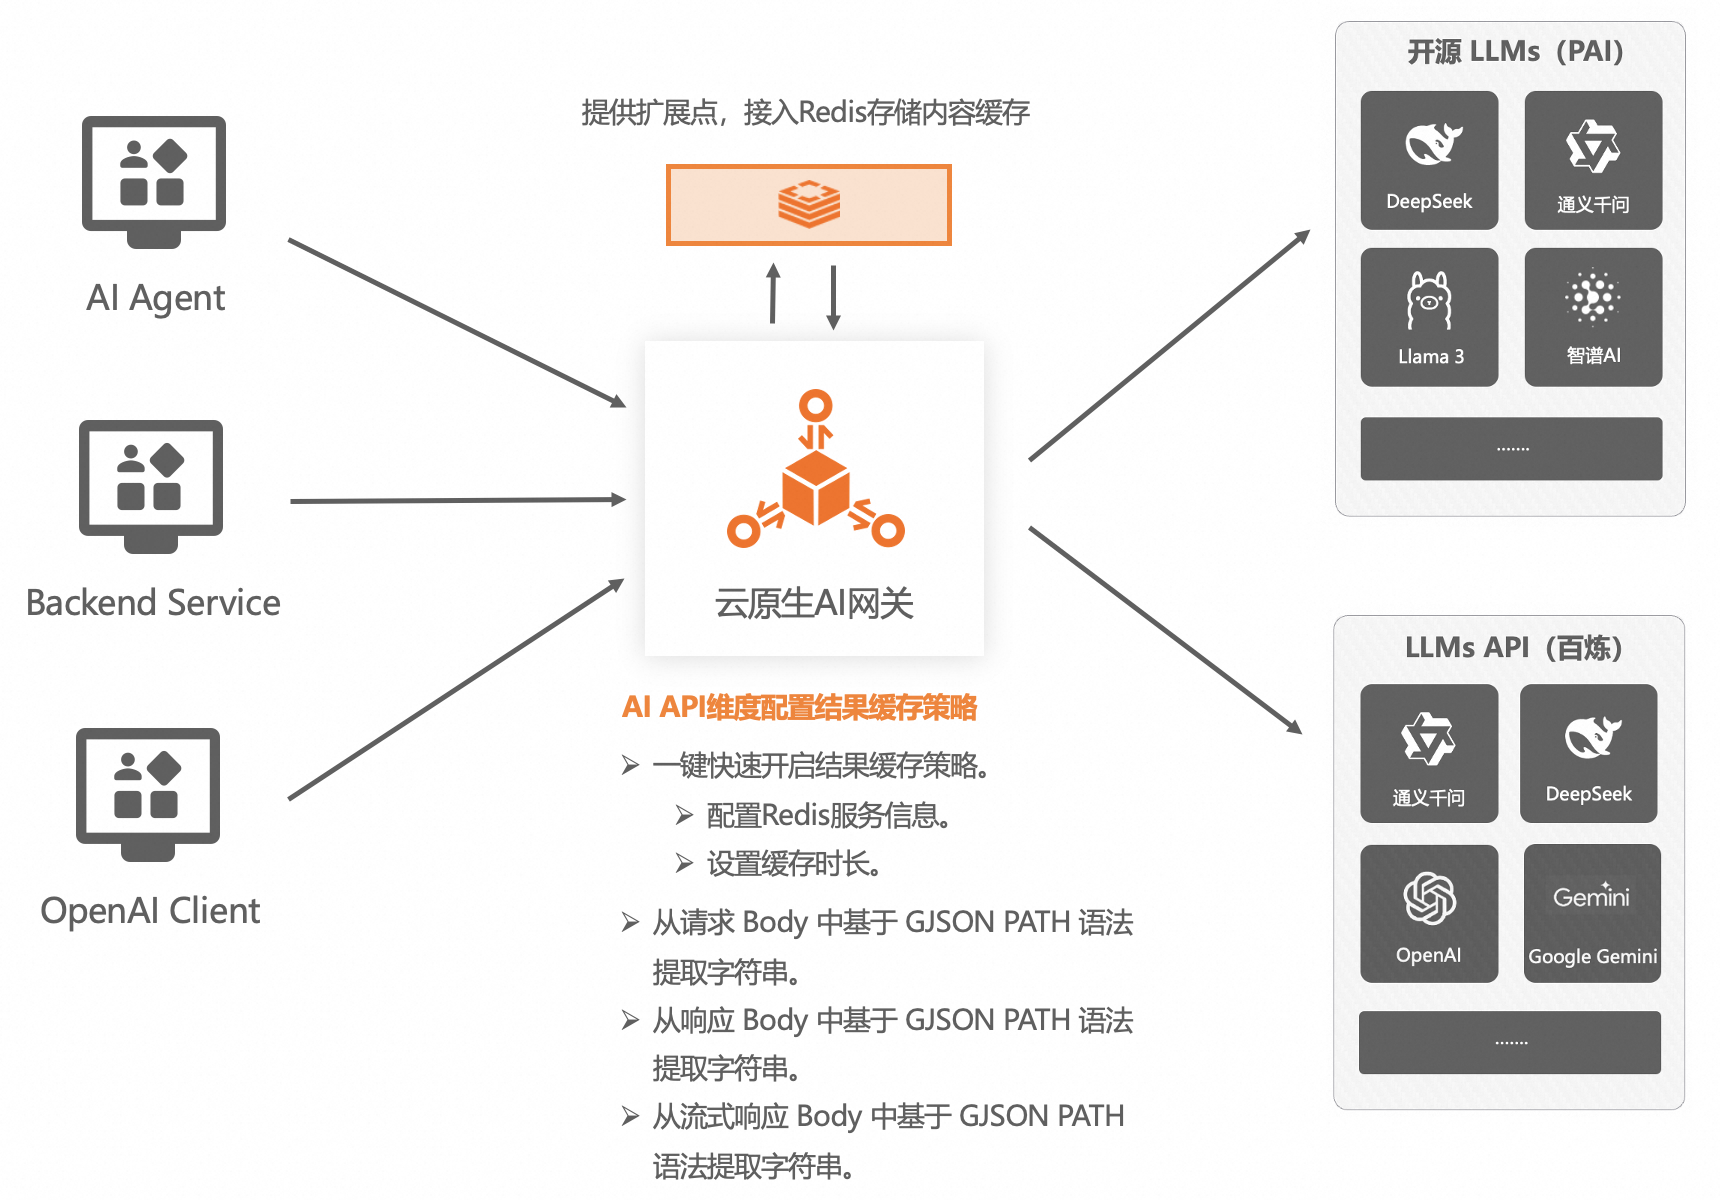 提供扩展点，接入Redis存储内容缓存
AI Agent
Backend Service
OpenAI Client
云原生AI网关
AI API维度配置结果缓存策略
一键快速开启结果缓存策略。
配置Redis服务信息。
设置缓存时长。
从请求 Body 中基于 GJSON PATH 语法
提取字符串。
从响应 Body 中基于 GJSON PATH 语法
提取字符串。
从流式响应 Body 中基于 GJSON PATH
语法提取字符串。
开源 LLMs（PAI）
DeepSeek
通义千问
Llama 3
智谱AI
.......
LLMs API（百炼）
通义千问
DeepSeek
OpenAI
Gemini
Google Gemini
.......